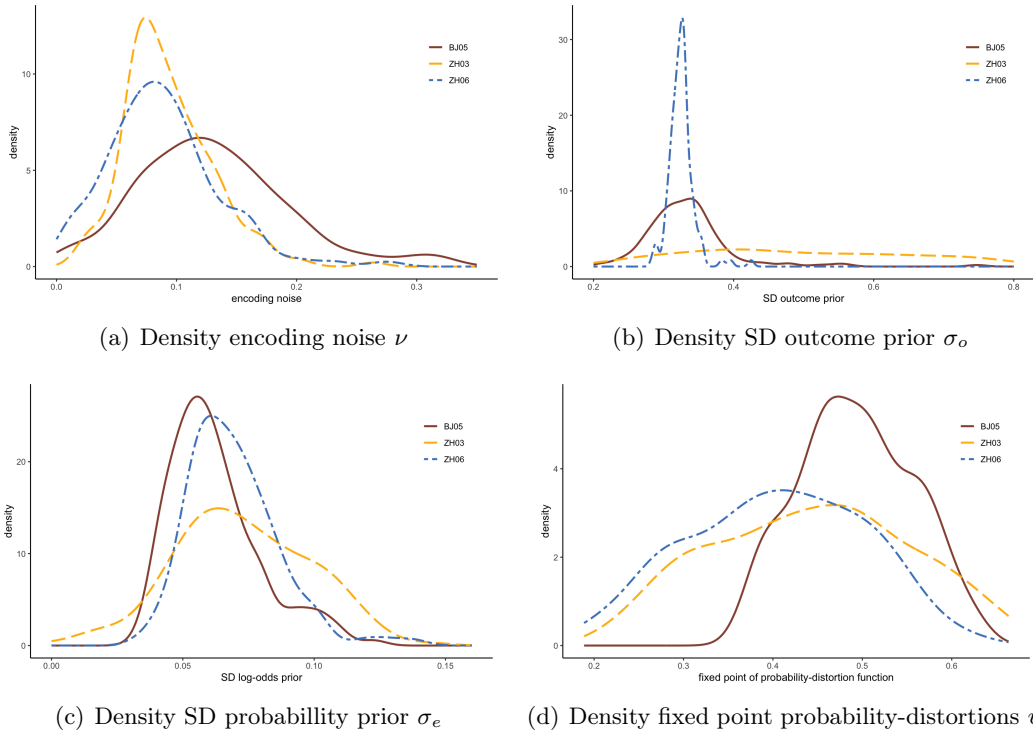 BJ05
ZH03
ZH06
density
10
5
0
0.0 0.1 0.2 0.3
encoding noise
(a) Density encoding noise ν
BJ05
ZH03
ZH06
density
30
20
10
0
0.2 0.4 0.6 0.8
SD outcome prior
(b) Density SD outcome prior σₒ
BJ05
ZH03
ZH06
density
20
10
0
0.00 0.05 0.10 0.15
SD log-odds prior
(c) Density SD probabillity prior σₑ
BJ05
ZH03
ZH06
density
4
2
0
0.2 0.3 0.4 0.5 0.6
fixed point of probability-distortion function
(d) Density fixed point probability-distortions